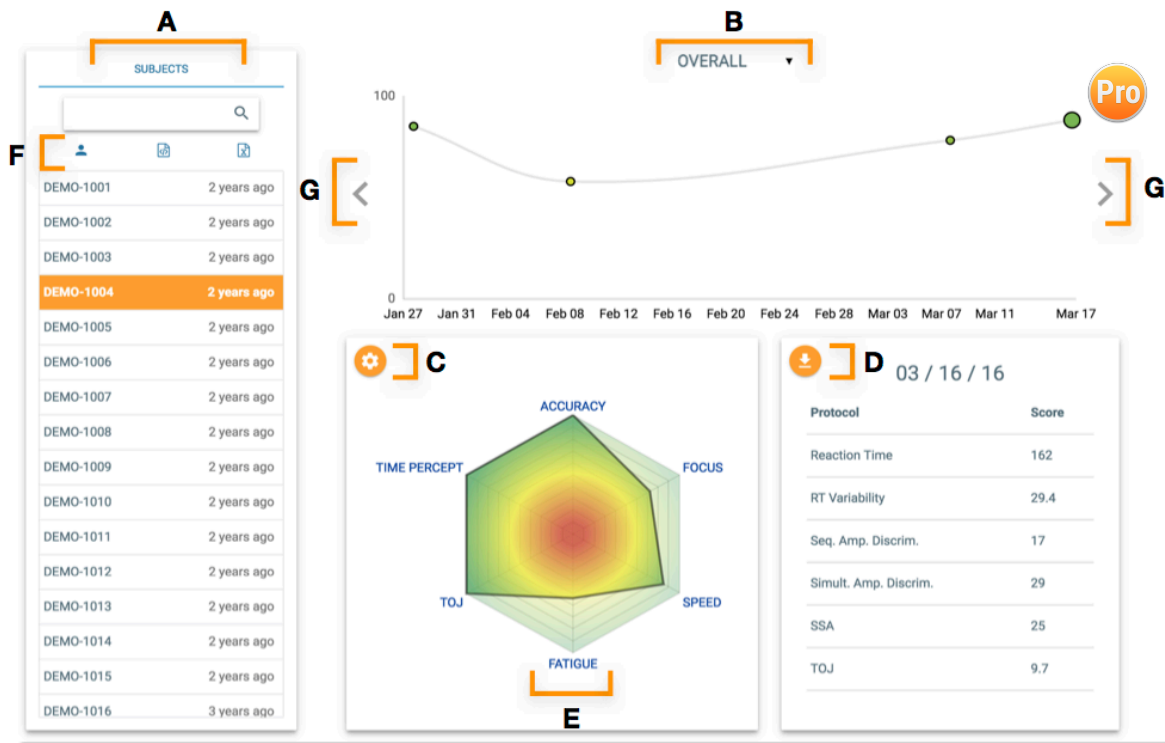 A
SUBJECTS
F
DEMO-1001 2 years ago
DEMO-1002 2 years ago
DEMO-1003 2 years ago
DEMO-1004 2 years ago
DEMO-1005 2 years ago
DEMO-1006 2 years ago
DEMO-1007 2 years ago
DEMO-1008 2 years ago
DEMO-1009 2 years ago
DEMO-1010 2 years ago
DEMO-1011 2 years ago
DEMO-1012 2 years ago
DEMO-1013 2 years ago
DEMO-1014 2 years ago
DEMO-1015 2 years ago
DEMO-1016 3 years ago
B
OVERALL
Pro
100
G G
0
Jan 27 Jan 31 Feb 04 Feb 08 Feb 12 Feb 16 Feb 20 Feb 24 Feb 28 Mar 03 Mar 07 Mar 11 Mar 17
C
ACCURACY
TIME PERCEPT FOCUS
TOJ SPEED
FATIGUE
E
D
03 / 16 / 16
Protocol Score
Reaction Time 162
RT Variability 29.4
Seq. Amp. Discrim. 17
Simult. Amp. Discrim. 29
SSA 25
TOJ 9.7